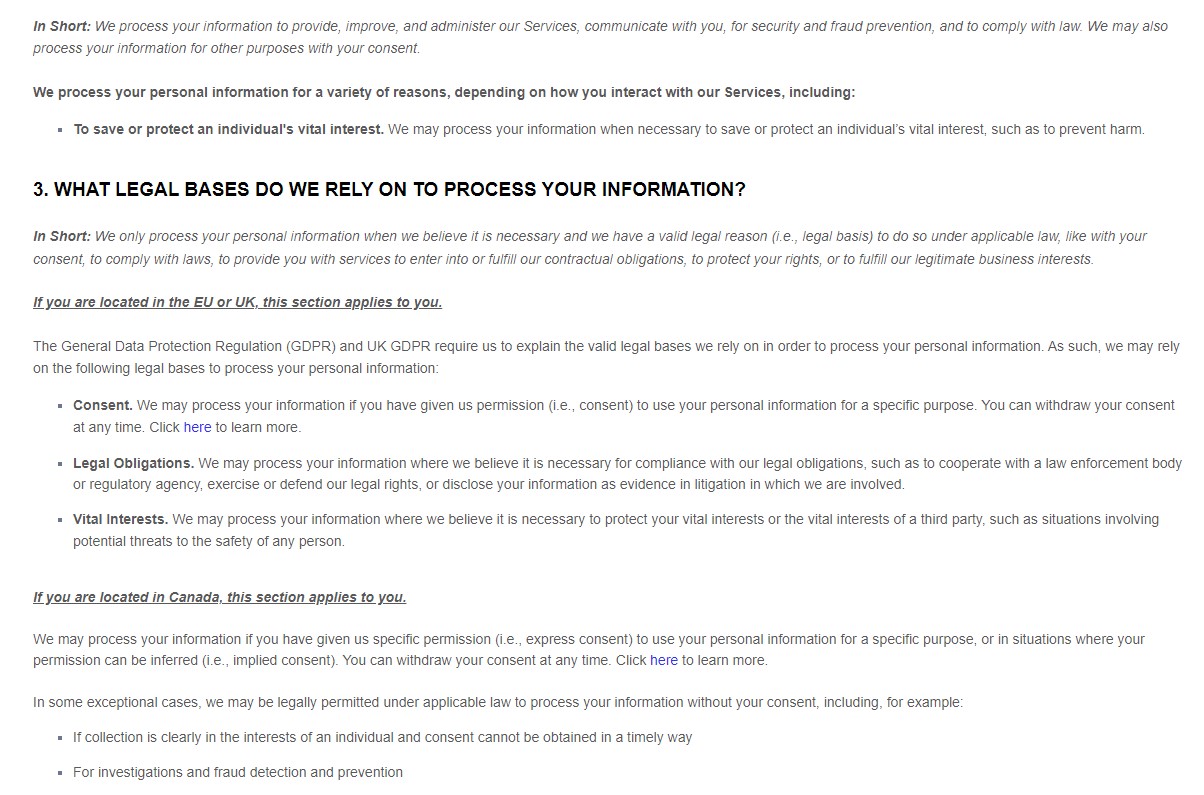 In Short: We process your information to provide, improve, and administer our Services, communicate with you, for security and fraud prevention, and to comply with law. We may also
process your information for other purposes with your consent.
We process your personal information for a variety of reasons, depending on how you interact with our Services, including:
▪ To save or protect an individual's vital interest. We may process your information when necessary to save or protect an individual’s vital interest, such as to prevent harm.
3. WHAT LEGAL BASES DO WE RELY ON TO PROCESS YOUR INFORMATION?
In Short: We only process your personal information when we believe it is necessary and we have a valid legal reason (i.e., legal basis) to do so under applicable law, like with your
consent, to comply with laws, to provide you with services to enter into or fulfill our contractual obligations, to protect your rights, or to fulfill our legitimate business interests.
If you are located in the EU or UK, this section applies to you.
The General Data Protection Regulation (GDPR) and UK GDPR require us to explain the valid legal bases we rely on in order to process your personal information. As such, we may rely
on the following legal bases to process your personal information:
▪ Consent. We may process your information if you have given us permission (i.e., consent) to use your personal information for a specific purpose. You can withdraw your consent
at any time. Click here to learn more.
▪ Legal Obligations. We may process your information where we believe it is necessary for compliance with our legal obligations, such as to cooperate with a law enforcement body
or regulatory agency, exercise or defend our legal rights, or disclose your information as evidence in litigation in which we are involved.
▪ Vital Interests. We may process your information where we believe it is necessary to protect your vital interests or the vital interests of a third party, such as situations involving
potential threats to the safety of any person.
If you are located in Canada, this section applies to you.
We may process your information if you have given us specific permission (i.e., express consent) to use your personal information for a specific purpose, or in situations where your
permission can be inferred (i.e., implied consent). You can withdraw your consent at any time. Click here to learn more.
In some exceptional cases, we may be legally permitted under applicable law to process your information without your consent, including, for example:
▪ If collection is clearly in the interests of an individual and consent cannot be obtained in a timely way
▪ For investigations and fraud detection and prevention